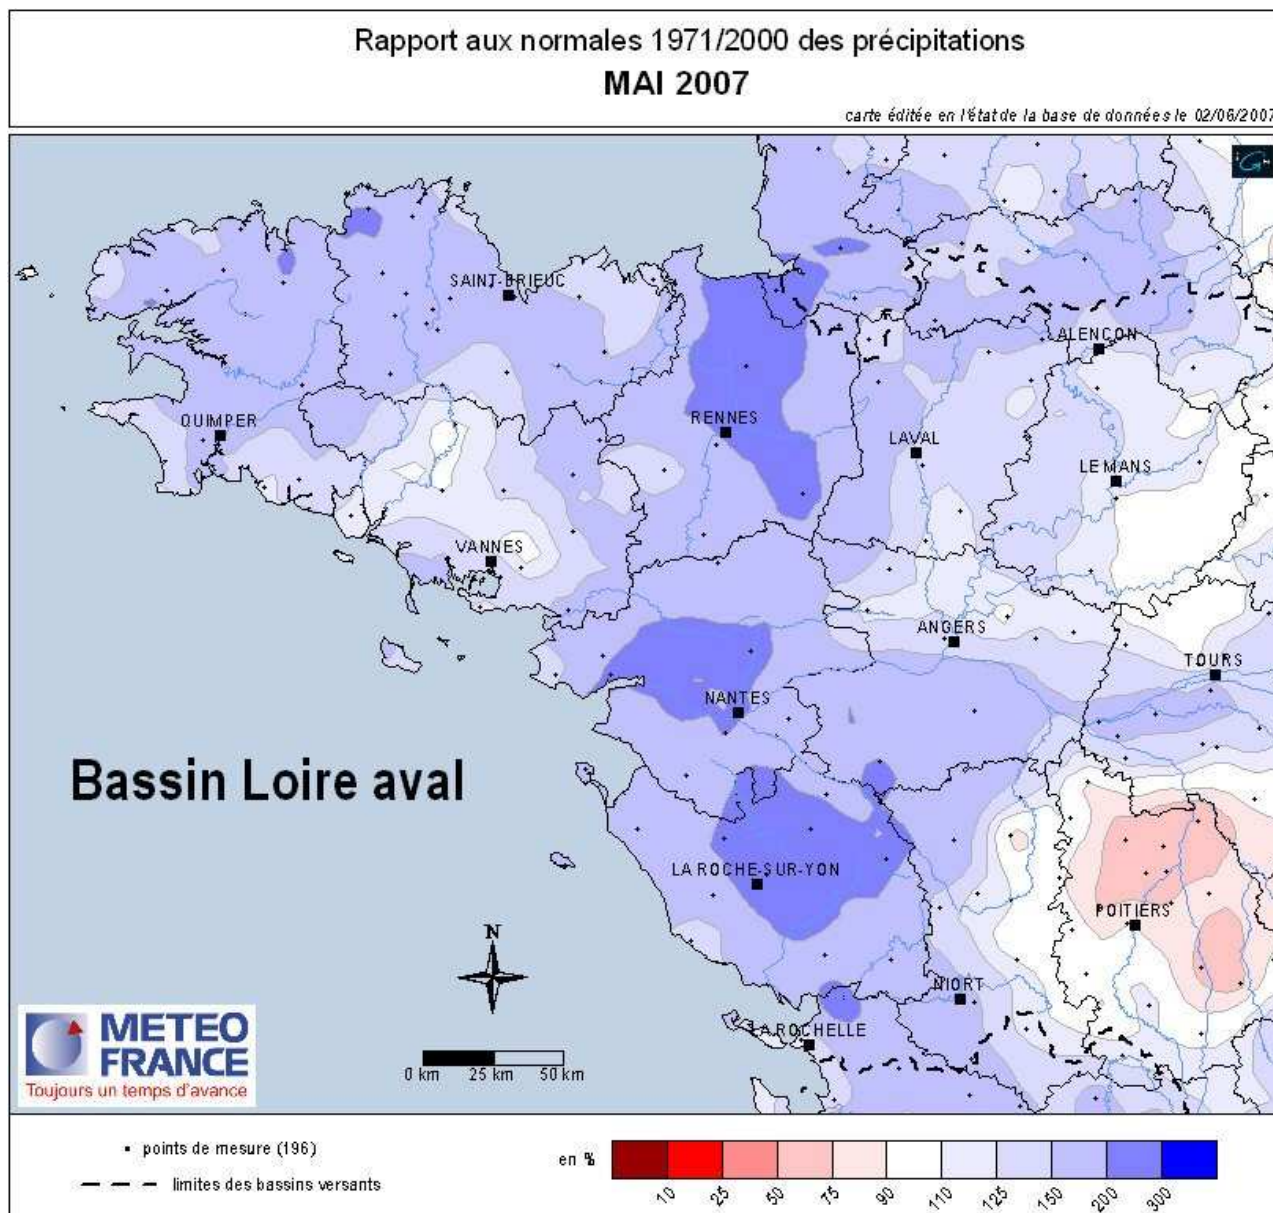 Rapport aux normales 1971/2000 des précipitations
MAI 2007
carte éditée en l'état de la base de données le 02/06/2007
SAINT-BRIEUC
ALENCON
QUIMPER
RENNES
LAVAL
LE MANS
VANNES
ANGERS
TOURS
NANTES
Bassin Loire aval
LA ROCHE-SUR-YON
POITIERS
N
NIORT
LA ROCHELLE
METEO
FRANCE
Toujours un temps d'avance
0 km 25 km 50 km
points de mesure (196)
limites des bassins versants
en %
10 25 50 75 90 110 125 150 200 300